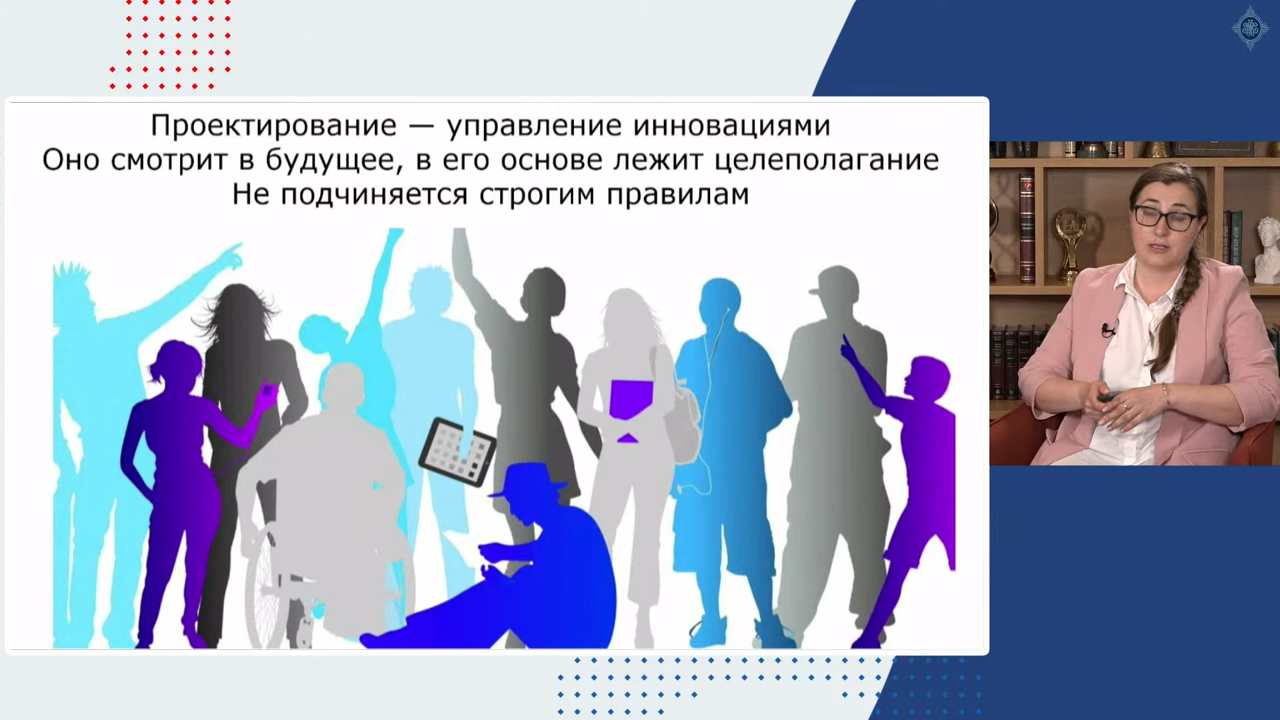 Проектирование — управление инновациями
Оно смотрит в будущее, в его основе лежит целеполагание
Не подчиняется строгим правилам